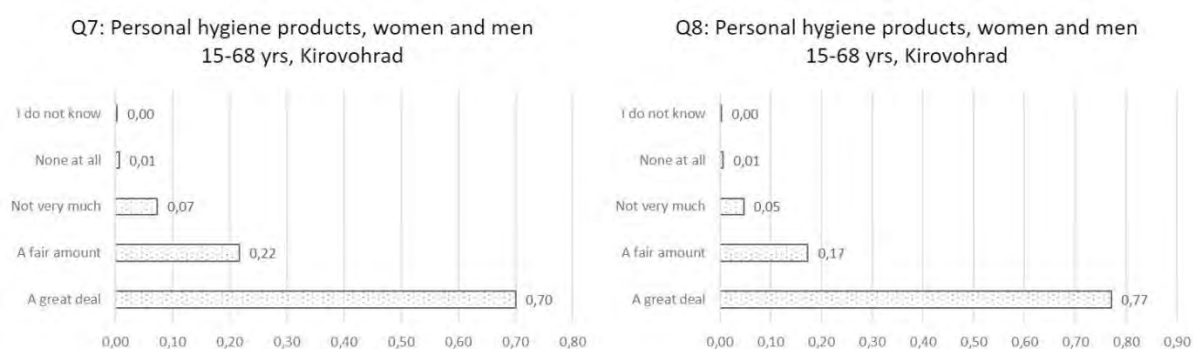 Q7: Personal hygiene products, women and men
15-68 yrs, Kirovohrad
I do not know
0,00
None at all
0,01
Not very much
0,07
A fair amount
0,22
A great deal
0,70
0,00 0,10 0,20 0,30 0,40 0,50 0,60 0,70 0,80
Q8: Personal hygiene products, women and men
15-68 yrs, Kirovohrad
I do not know
0,00
None at all
0,01
Not very much
0,05
A fair amount
0,17
A great deal
0,77
0,00 0,10 0,20 0,30 0,40 0,50 0,60 0,70 0,80 0,90